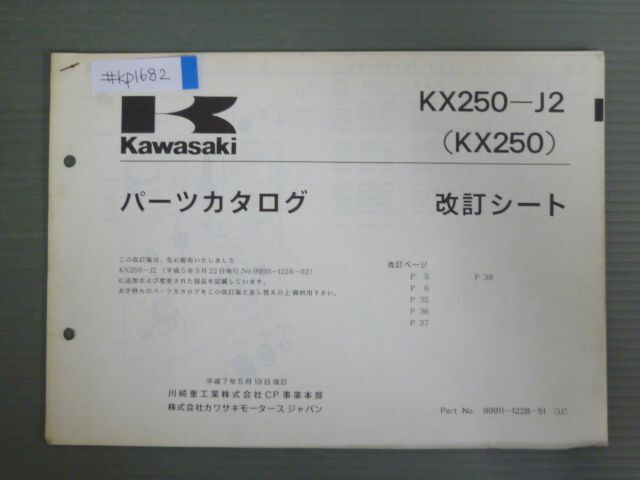 #kp1682
KX250-J2
(KX250)
Kawasaki
パーツカタログ 改訂シート
この改訂版は、先に配布いたしました
KX250-J2 (平成5年3月22日発行,No.99911-1228-02)
に追加および変更された部品を記載しています。
お手持ちのパーツカタログをこの改訂版と差し替えの上御利用下さい。
改訂ページ
P 5 P 38
P 6
P 35
P 36
P 37
平成7年5月19日改訂
川崎重工業株式会社CP事業本部
株式会社カワサキモータースジャパン
Part No. 99911-1228-51 (U)